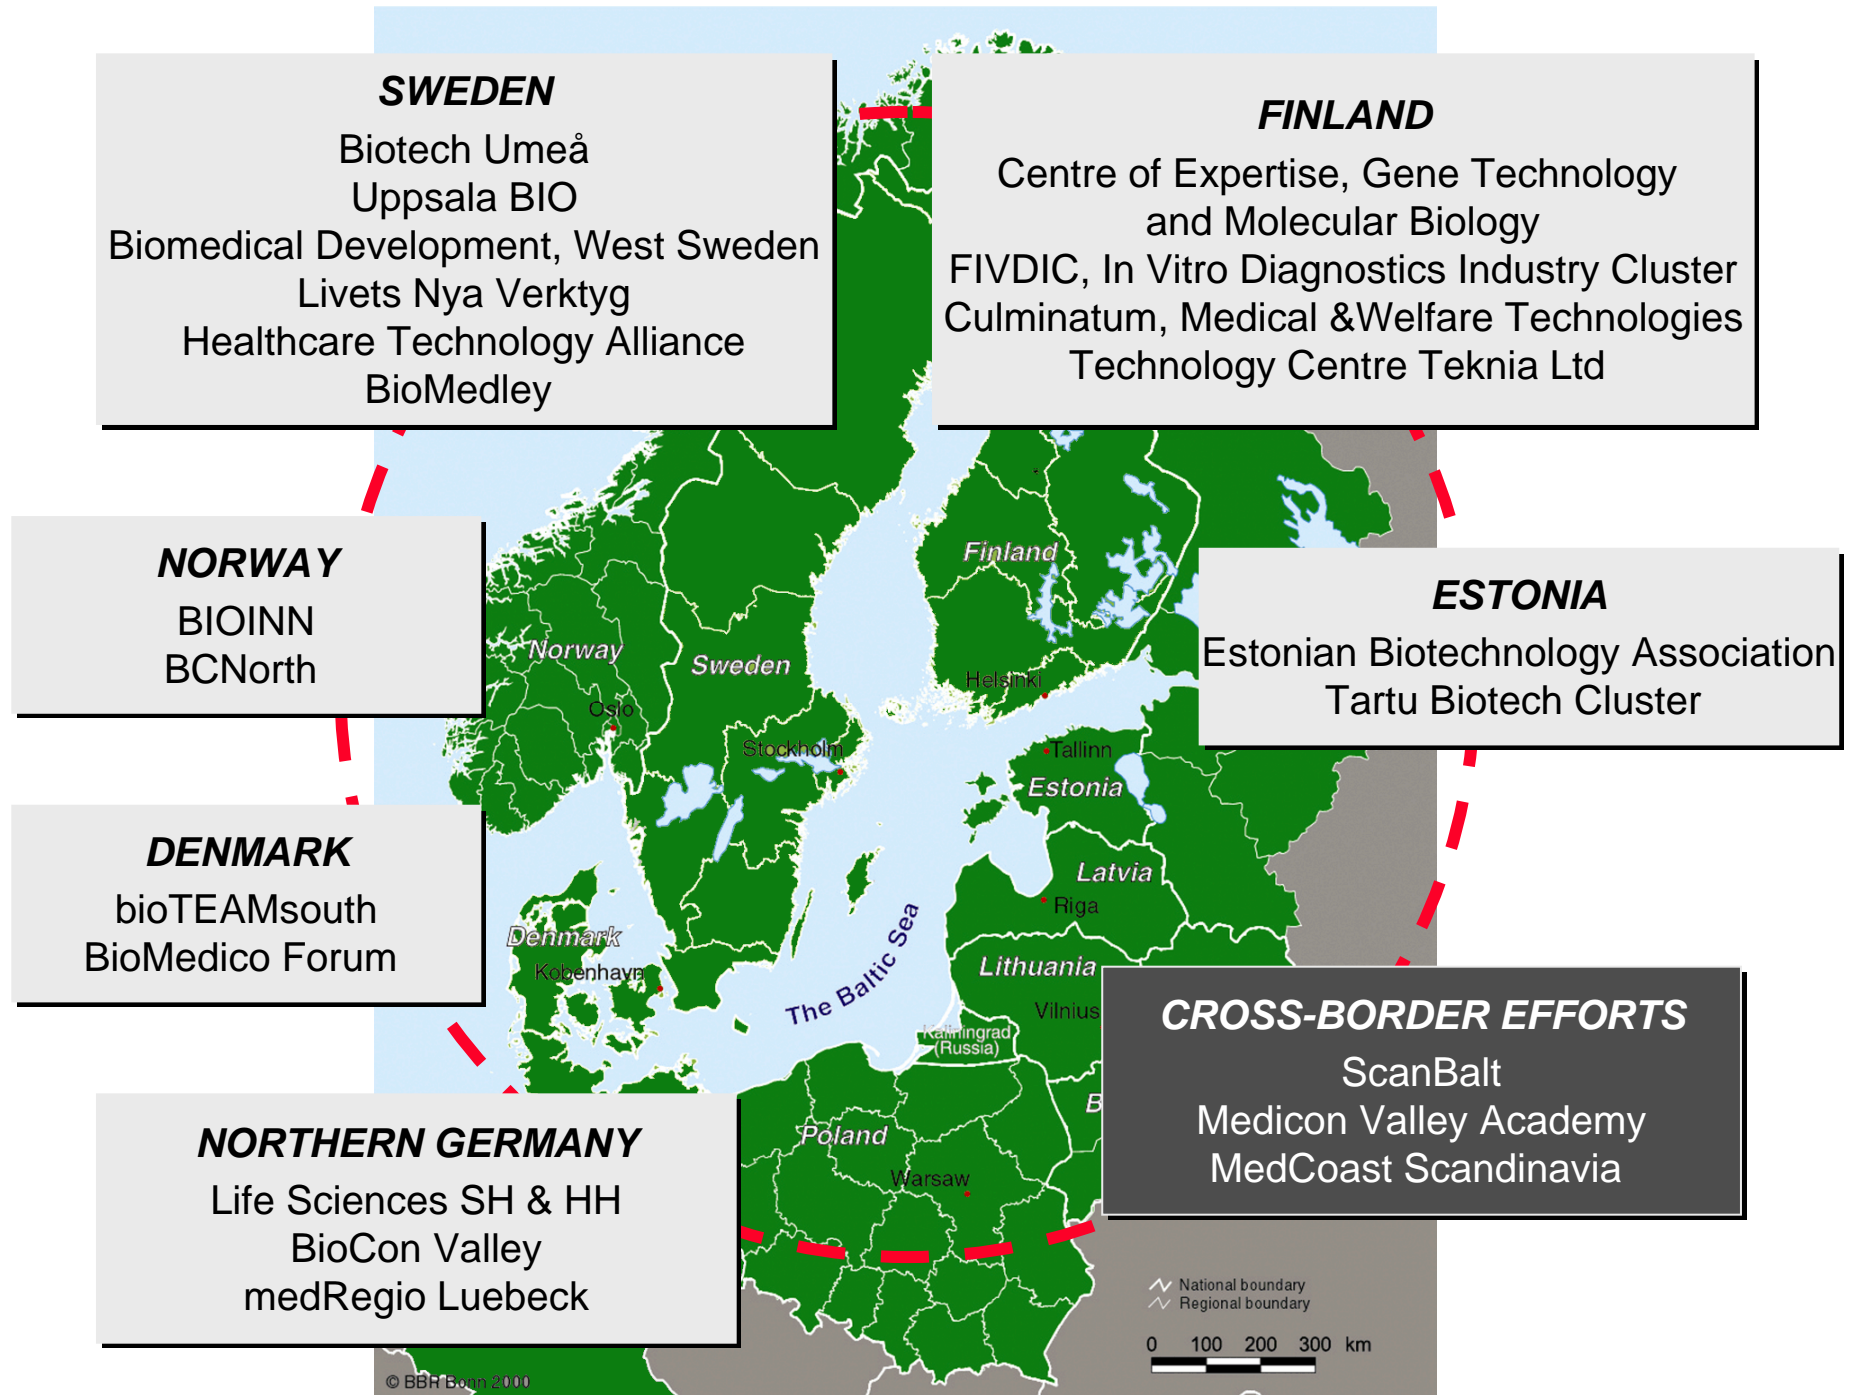 SWEDEN
Biotech Umeå
Uppsala BIO
Biomedical Development, West Sweden
Livets Nya Verktyg
Healthcare Technology Alliance
BioMedley
FINLAND
Centre of Expertise, Gene Technology
and Molecular Biology
FIVDIC, In Vitro Diagnostics Industry Cluster
Culminatum, Medical &Welfare Technologies
Technology Centre Teknia Ltd
NORWAY
BIOINN
BCNorth
ESTONIA
Estonian Biotechnology Association
Tartu Biotech Cluster
DENMARK
bioTEAMsouth
BioMedico Forum
NORTHERN GERMANY
Life Sciences SH & HH
BioCon Valley
medRegio Luebeck
CROSS-BORDER EFFORTS
ScanBalt
Medicon Valley Academy
MedCoast Scandinavia
Finland
Norway
Sweden
Helsinki
Oslo
Stockholm
Tallinn
Estonia
Latvia
Riga
Denmark
Kobenhavn
The Baltic Sea
Lithuania
Vilnius
Kaliningrad
(Russia)
B
Poland
Warsaw
National boundary
Regional boundary
0 100 200 300 km
© BBR Bonn 2000